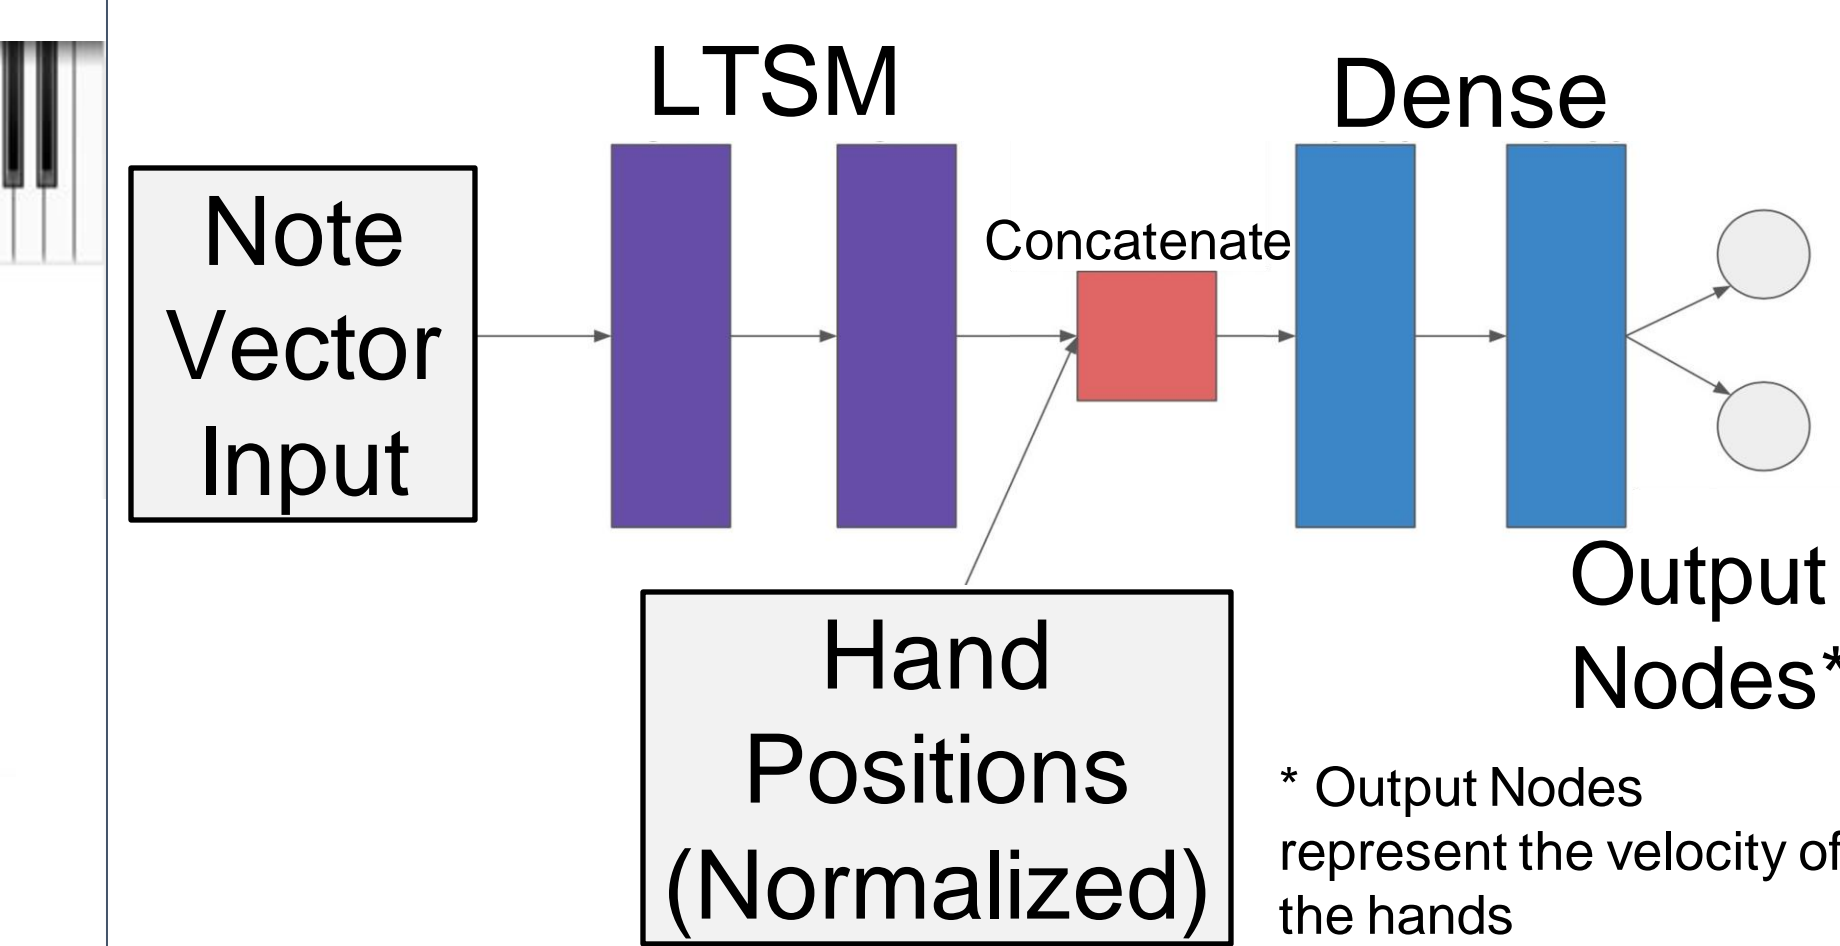 LTSM
Dense
Note
Vector
Input
Concatenate
Hand
Positions
(Normalized)
Output
Nodes*
* Output Nodes
represent the velocity of
the hands